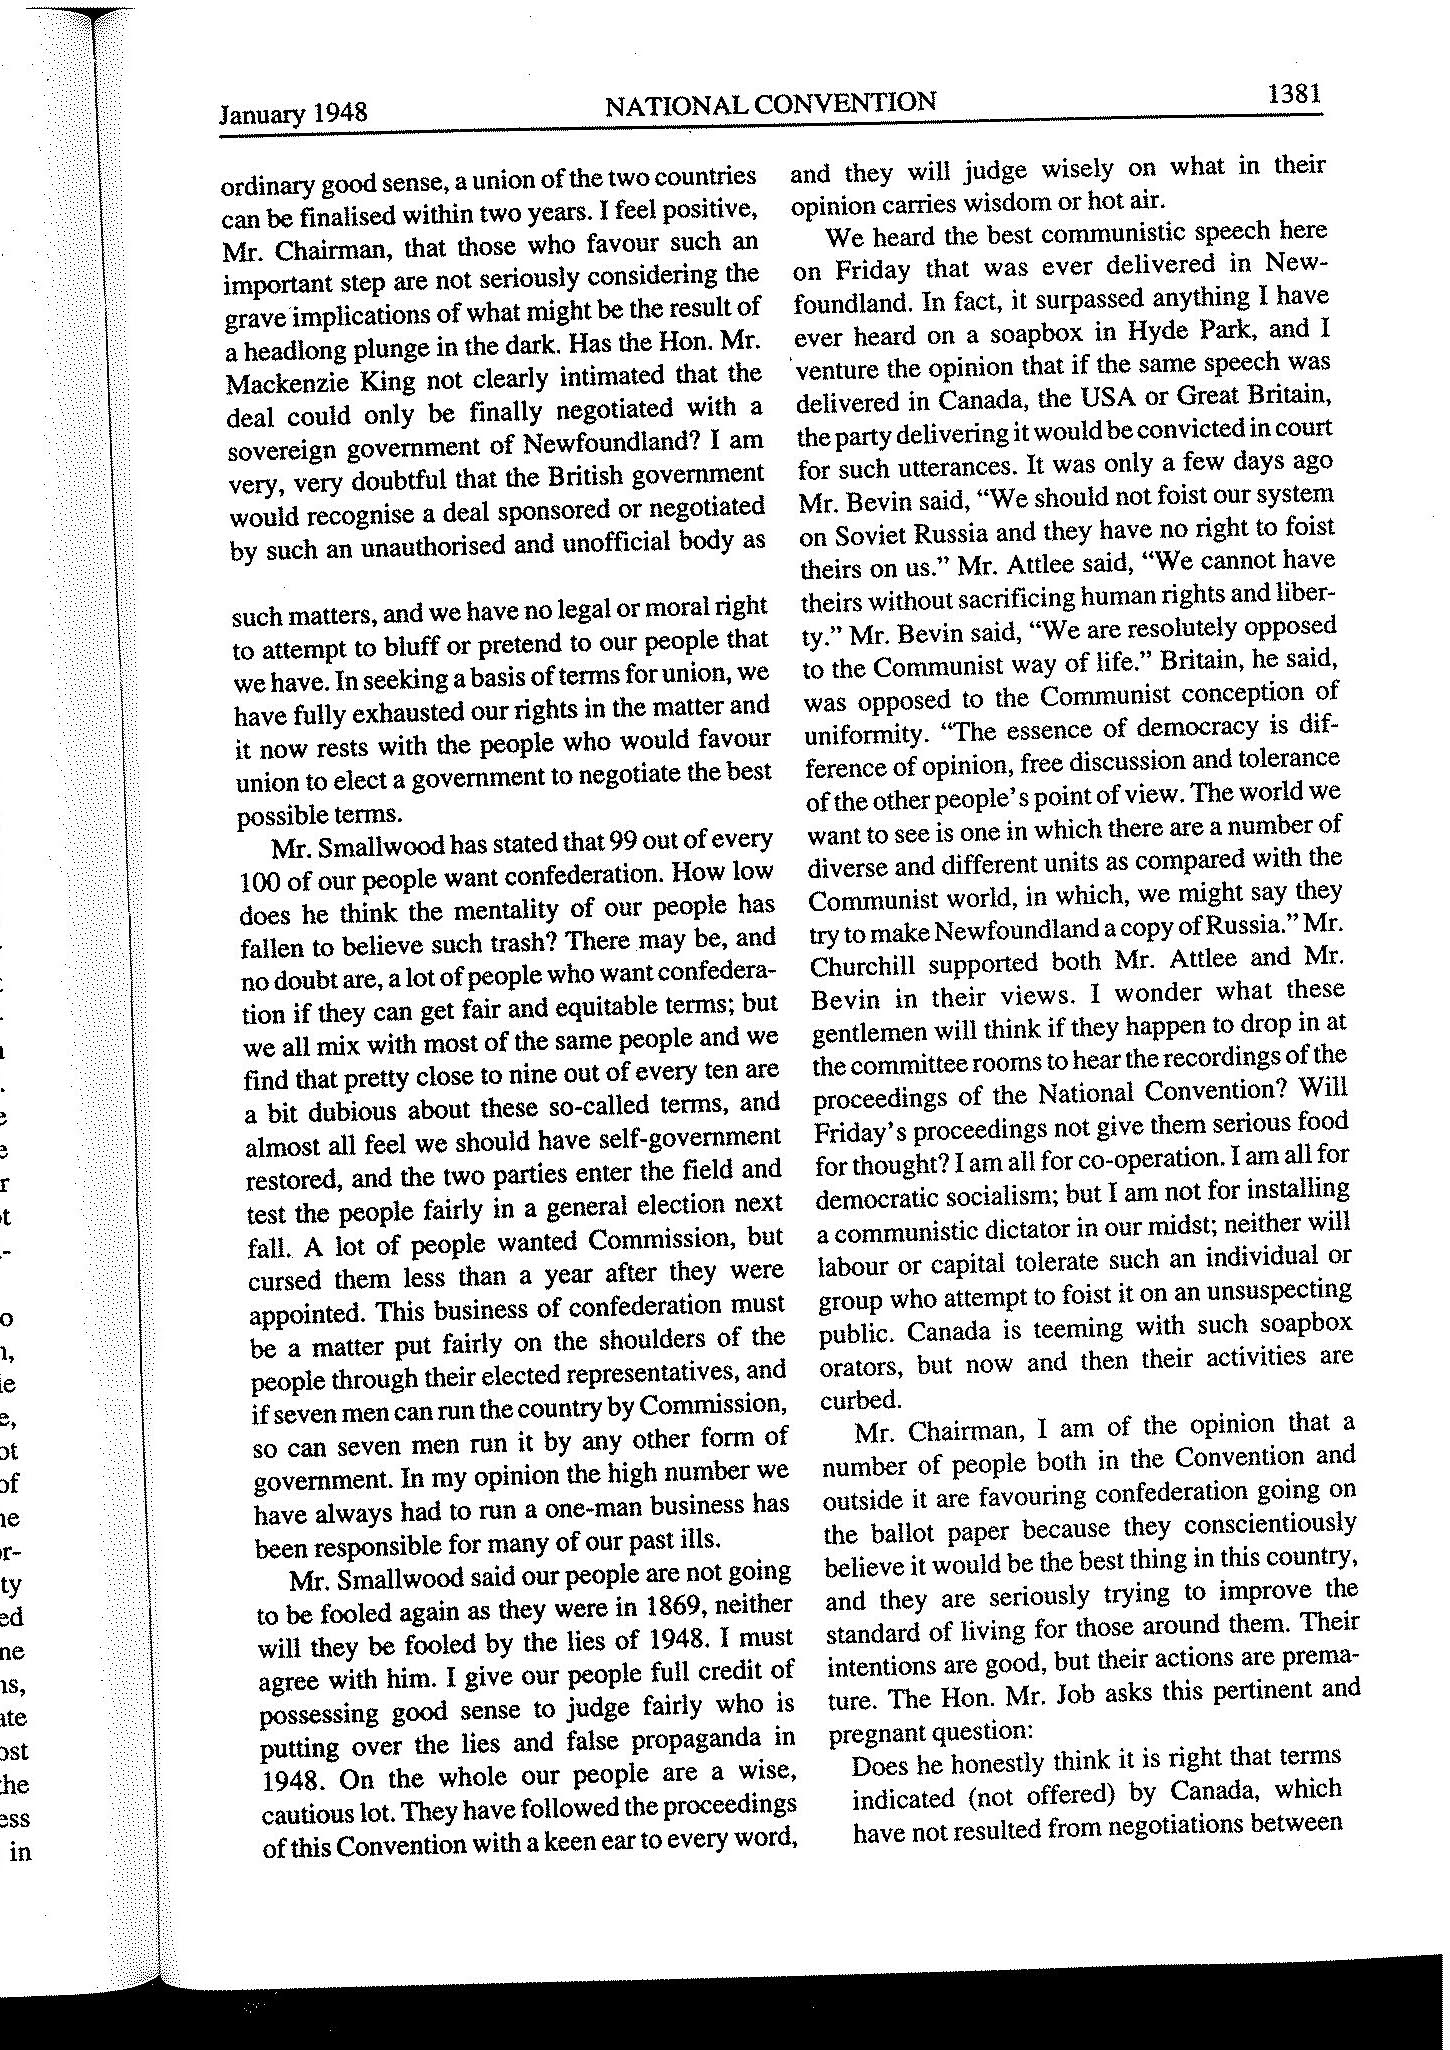 January 1948
NATIONAL CONVENTION
1381
ordinary good sense, a union of the two countries
can be finalised within two years. I feel positive,
Mr. Chairman, that those who favour such an
important step are not seriously considering the
grave implications of what might be the result of
a headlong plunge in the dark. Has the Hon. Mr.
Mackenzie King not clearly intimated that the
deal could only be finally negotiated with a
sovereign government of Newfoundland? I am
very, very doubtful that the British government
would recognise a deal sponsored or negotiated
by such an unauthorised and unofficial body as
such matters, and we have no legal or moral right
to attempt to bluff or pretend to our people that
we have. In seeking a basis of terms for union, we
have fully exhausted our rights in the matter and
it now rests with the people who would favour
union to elect a government to negotiate the best
possible terms.
Mr. Smallwood has stated that 99 out of every
100 of our people want confederation. How low
does he think the mentality of our people has
fallen to believe such trash? There may be, and
no doubt are, a lot of people who want confedera-
tion if they can get fair and equitable terms; but
we all mix with most of the same people and we
find that pretty close to nine out of every ten are
a bit dubious about these so-called terms, and
almost all feel we should have self-government
restored, and the two parties enter the field and
test the people fairly in a general election next
fall. A lot of people wanted Commission, but
cursed them less than a year after they were
appointed. This business of confederation must
be a matter put fairly on the shoulders of the
people through their elected representatives, and
if seven men can run the country by Commission,
so can seven men run it by any other form of
government. In my opinion the high number we
have always had to run a one-man business has
been responsible for many of our past ills.
Mr. Smallwood said our people are not going
to be fooled again as they were in 1869, neither
will they be fooled by the lies of 1948. I must
agree with him. I give our people full credit of
possessing good sense to judge fairly who is
putting over the lies and false propaganda in
1948. On the whole our people are a wise,
cautious lot. They have followed the proceedings
of this Convention with a keen ear to every word,
and they will judge wisely on what in their
opinion carries wisdom or hot air.
We heard the best communistic speech here
on Friday that was ever delivered in New-
foundland. In fact, it surpassed anything I have
ever heard on a soapbox in Hyde Park, and I
venture the opinion that if the same speech was
delivered in Canada, the USA or Great Britain,
the party delivering it would be convicted in court
for such utterances. It was only a few days ago
Mr. Bevin said, “We should not foist our system
on Soviet Russia and they have no right to foist
theirs on us.” Mr. Attlee said, “We cannot have
theirs without sacrificing human rights and liber-
ty.” Mr. Bevin said, “We are resolutely opposed
to the Communist way of life.” Britain, he said,
was opposed to the Communist conception of
uniformity. “The essence of democracy is dif-
ference of opinion, free discussion and tolerance
of the other people's point of view. The world we
want to see is one in which there are a number of
diverse and different units as compared with the
Communist world, in which, we might say they
try to make Newfoundland a copy of Russia.” Mr.
Churchill supported both Mr. Attlee and Mr.
Bevin in their views. I wonder what these
gentlemen will think if they happen to drop in at
the committee rooms to hear the recordings of the
proceedings of the National Convention? Will
Friday's proceedings not give them serious food
for thought? I am all for co-operation. I am all for
democratic socialism; but I am not for installing
a communistic dictator in our midst; neither will
labour or capital tolerate such an individual or
group who attempt to foist it on an unsuspecting
public. Canada is teeming with such soapbox
orators, but now and then their activities are
curbed.
Mr. Chairman, I am of the opinion that a
number of people both in the Convention and
outside it are favouring confederation going on
the ballot paper because they conscientiously
believe it would be the best thing in this country,
and they are seriously trying to improve the
standard of living for those around them. Their
intentions are good, but their actions are prema-
ture. The Hon. Mr. Job asks this pertinent and
pregnant question:
Does he honestly think it is right that terms
indicated (not offered) by Canada, which
have not resulted from negotiations between